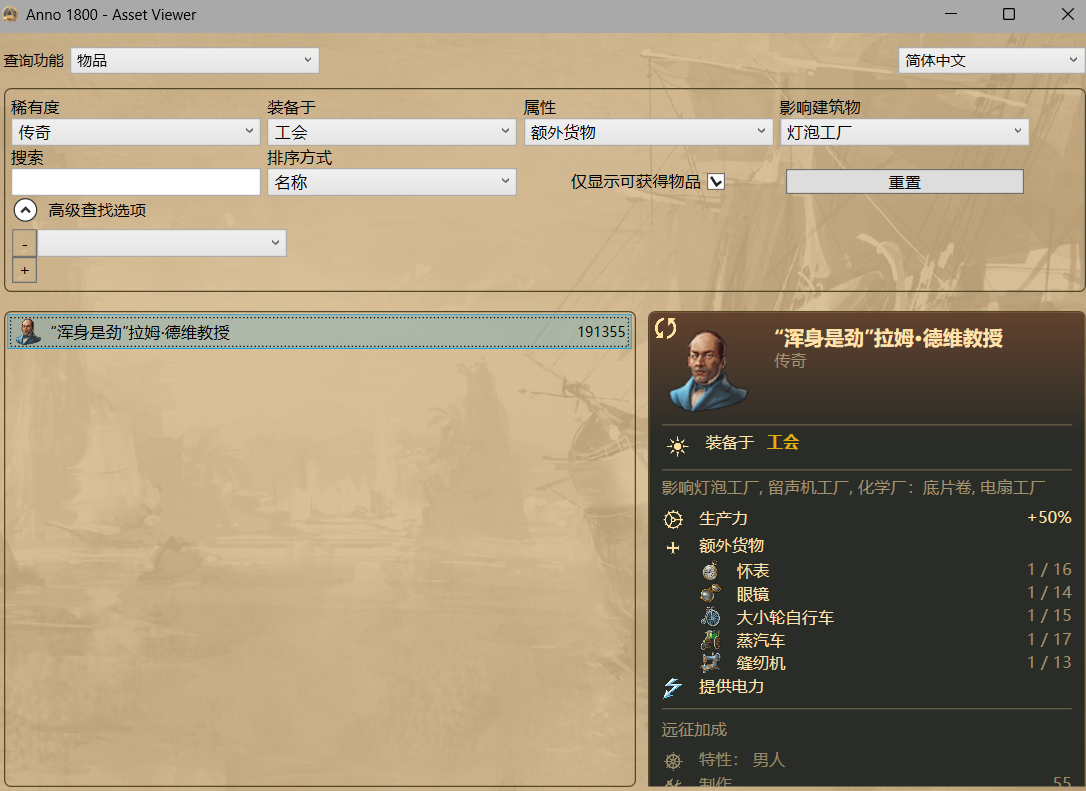 Anno 1800 - Asset Viewer
查询功能 物品 简体中文
稀有度 装备于 属性 影响建筑物
传奇 工会 额外货物 灯泡工厂
搜索 排序方式
名称 仅显示可获得物品 重置
高级查找选项
-
+
“浑身是劲”拉姆·德维教授 191355
“浑身是劲”拉姆·德维教授
传奇
装备于 工会
影响灯泡工厂, 留声机工厂, 化学厂：底片卷, 电扇工厂
生产力 +50%
额外货物
怀表 1 / 16
眼镜 1 / 14
大小轮自行车 1 / 15
蒸汽车 1 / 17
缝纫机 1 / 13
提供电力
远征加成
特性： 男人
制作 55